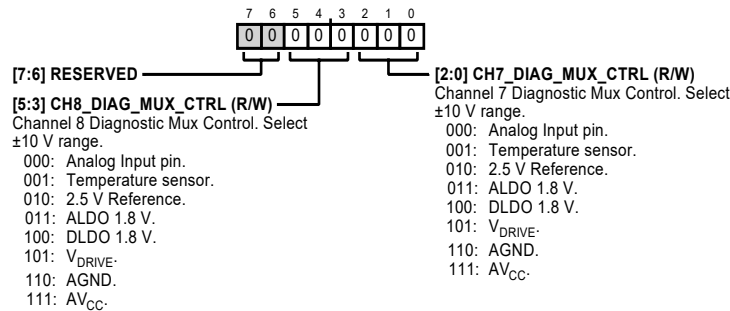 7 6 5 4 3 2 1 0
0 0 0 0 0 0 0 0
[7:6] RESERVED
[5:3] CH8_DIAG_MUX_CTRL (R/W)
Channel 8 Diagnostic Mux Control. Select
±10 V range.
000: Analog Input pin.
001: Temperature sensor.
010: 2.5 V Reference.
011: ALDO 1.8 V.
100: DLDO 1.8 V.
101: VDRIVE.
110: AGND.
111: AVCC.
[2:0] CH7_DIAG_MUX_CTRL (R/W)
Channel 7 Diagnostic Mux Control. Select
±10 V range.
000: Analog Input pin.
001: Temperature sensor.
010: 2.5 V Reference.
011: ALDO 1.8 V.
100: DLDO 1.8 V.
101: VDRIVE.
110: AGND.
111: AVCC.